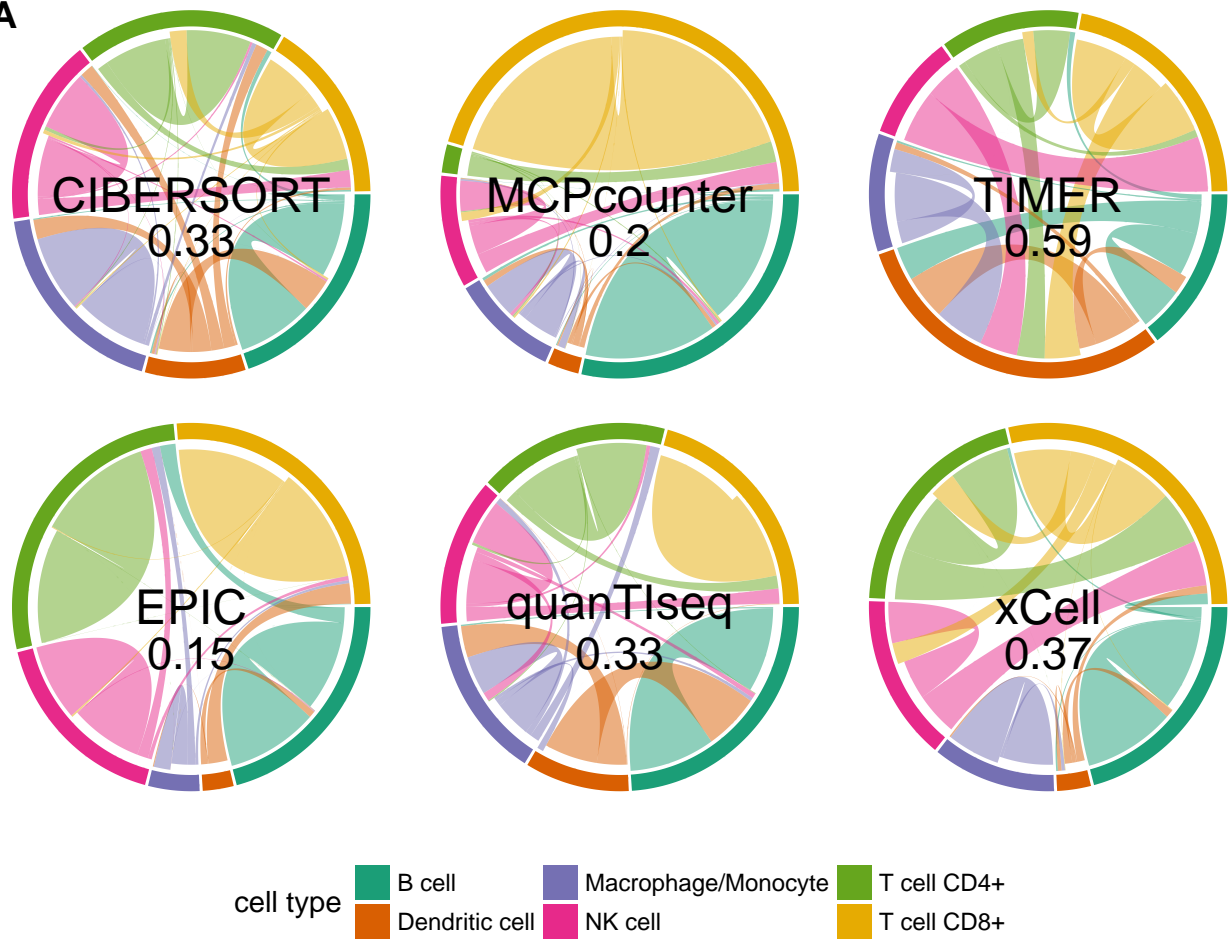 A
CIBERSORT
0.33
MCPcounter
0.2
TIMER
0.59
EPIC
0.15
quanTIseq
0.33
xCell
0.37
cell type
B cell
Dendritic cell
Macrophage/Monocyte
NK cell
T cell CD4+
T cell CD8+